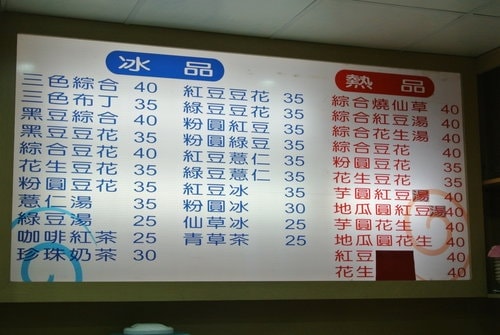 冰品
三色綜合 40
三色布丁 35
黑豆綜合 40
黑豆豆花 35
綜合豆花 40
花生豆花 35
粉圓豆花 35
薏仁湯 35
綠豆湯 25
咖啡紅茶 25
珍珠奶茶 30
紅豆豆花 35
綠豆豆花 35
粉圓紅豆 35
粉圓綠豆 35
紅豆薏仁 35
綠豆薏仁 35
紅豆冰 35
粉圓冰 30
仙草冰 25
青草茶 25
熱品
綜合燒仙草 40
綜合紅豆湯 40
綜合花生湯 40
綜合豆花 40
粉圓豆花 35
花生豆花 35
芋圓紅豆湯 40
地瓜圓紅豆湯 40
芋圓花生 40
地瓜圓花生 40
紅豆 40
花生 40